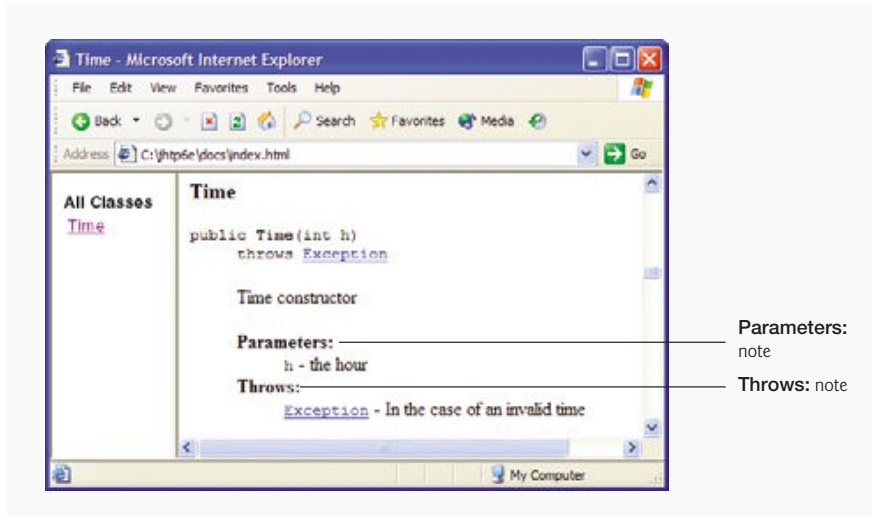 Time - Microsoft Internet Explorer
File Edit View Favorites Tools Help
Back Search Favorites Media
Address C:\jhtp6e\docs\index.html Go
All Classes
Time
Time
public Time(int h)
throws Exception
Time constructor
Parameters:
h - the hour
Throws:
Exception - In the case of an invalid time
My Computer
Parameters:
note
Throws: note